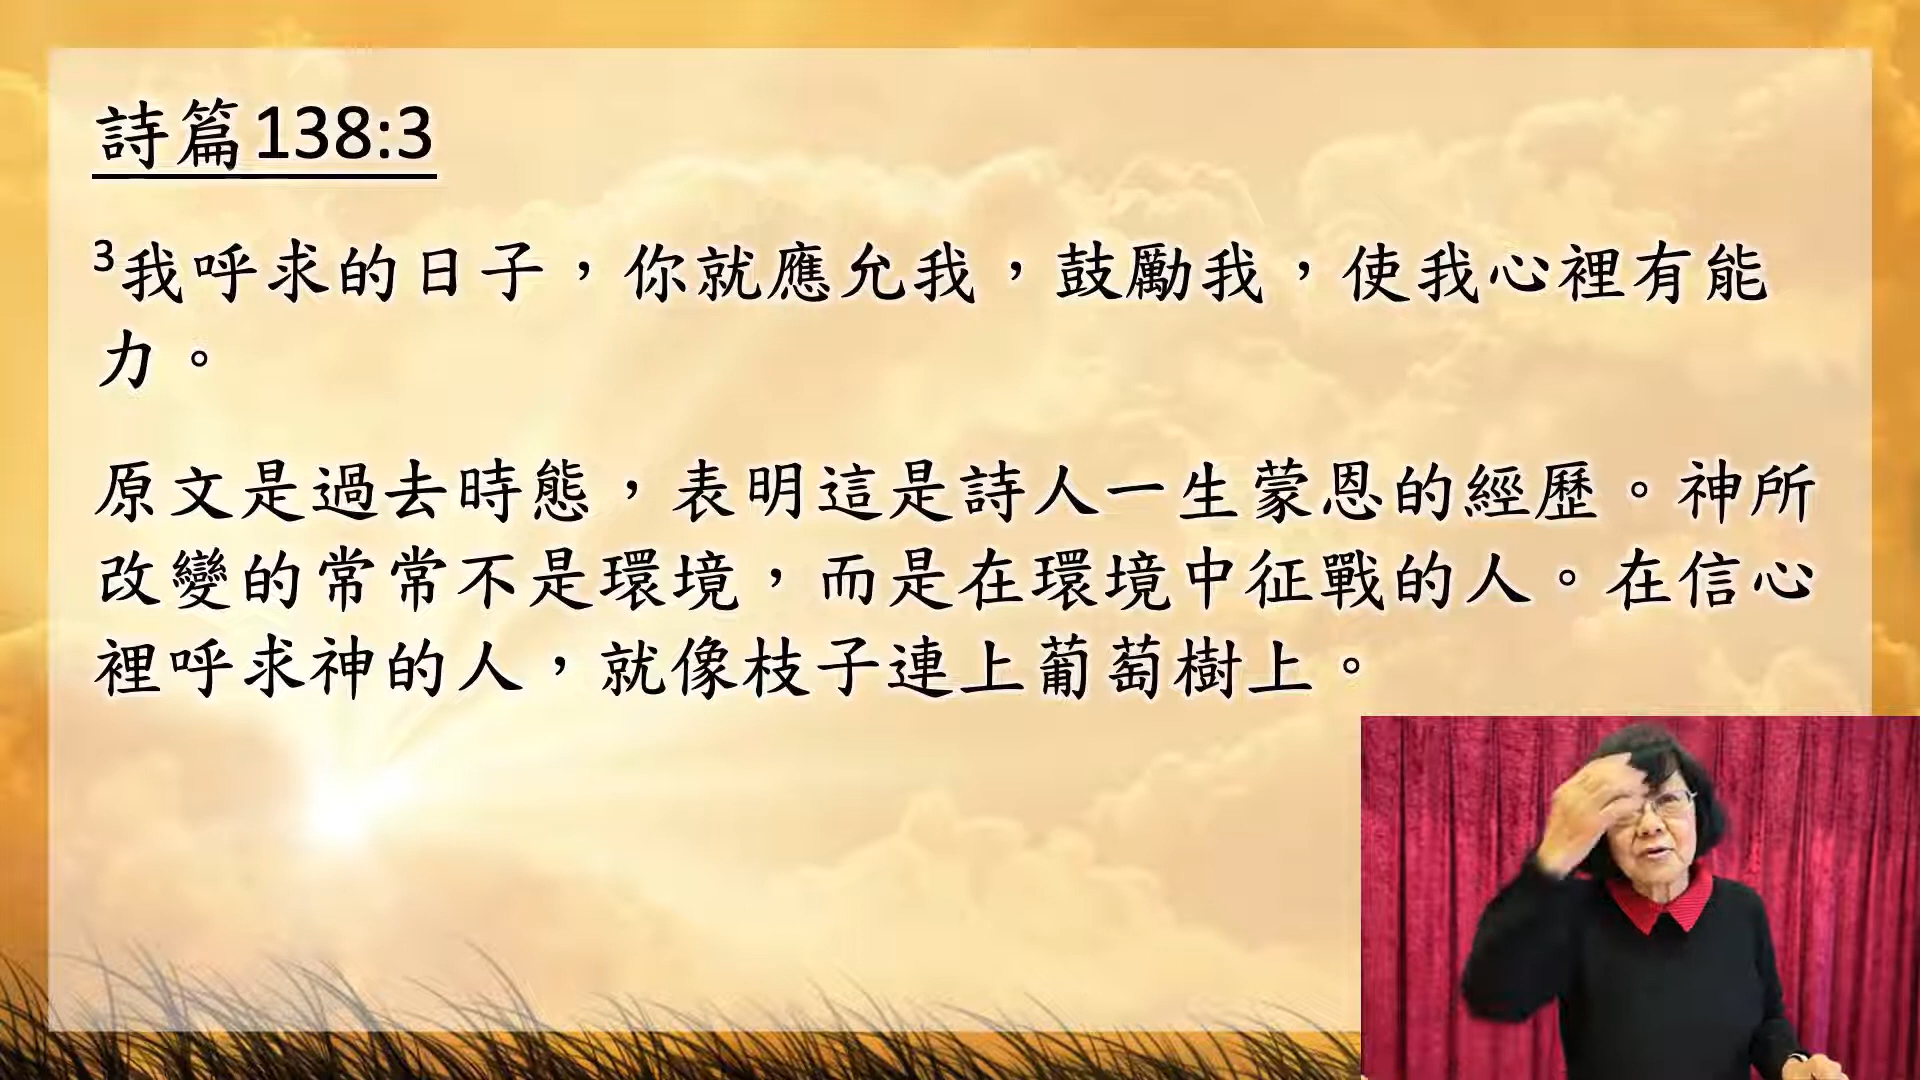 詩篇138:3
3我呼求的日子，你就應允我，鼓勵我，使我心裡有能
力。
原文是過去時態，表明這是詩人一生蒙恩的經歷。神所
改變的常常不是環境，而是在環境中征戰的人。在信心
裡呼求神的人，就像枝子連上葡萄樹上。